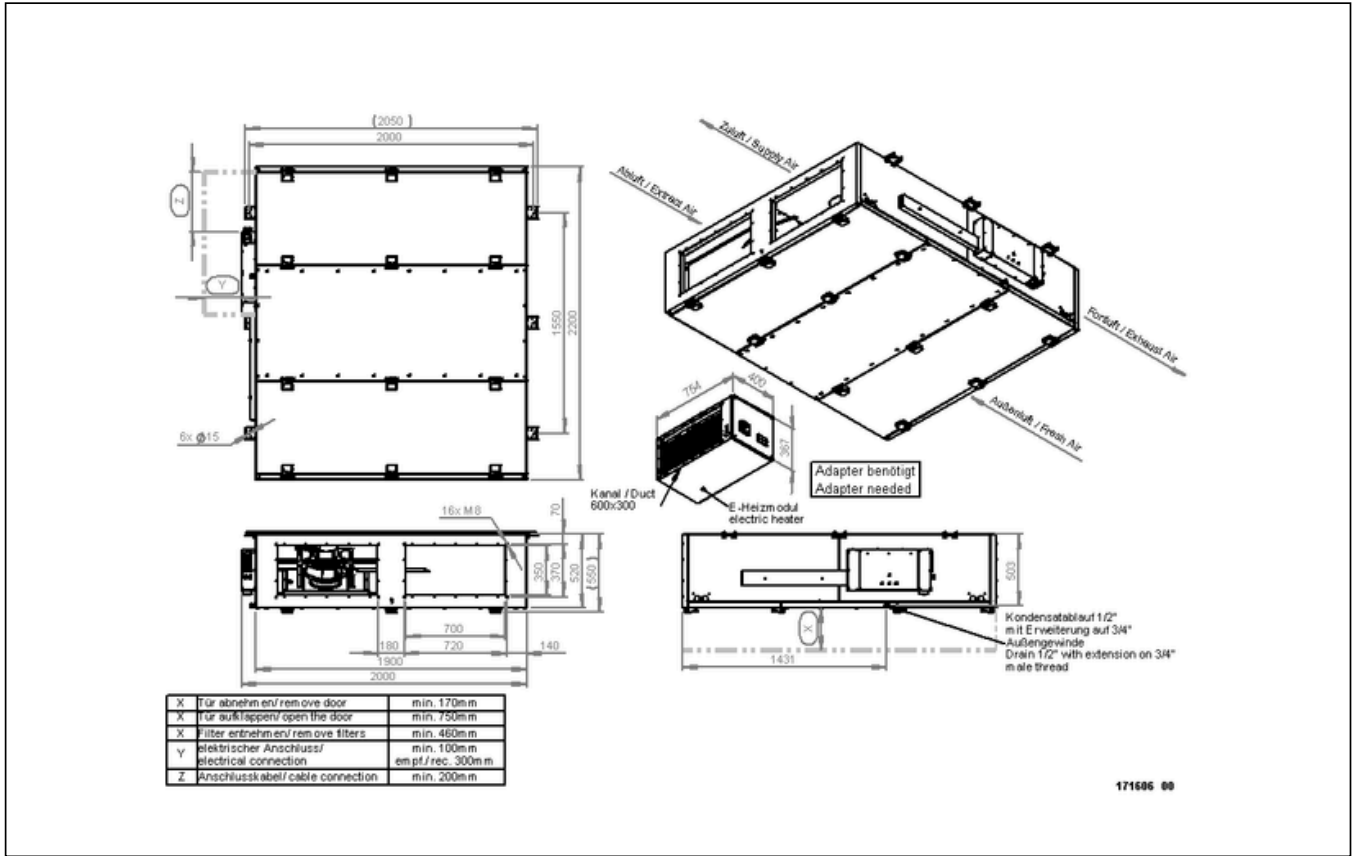 (2050 )
2000
Z
Y
1550
2200
6x Ø15
Zuluft / Supply Air
Abluft / Extract Air
Fortluft / Exhaust Air
Außenluft / Fresh Air
754
400
367
Kanal / Duct
600x300
E-Heizmodul
electric heater
Adapter benötigt
Adapter needed
16x M8
70
350
370
520
(550 )
700
180
720
140
1900
2000
503
X
1431
Kondensatablauf 1/2"
mit Erweiterung auf 3/4"
Außengewinde
Drain 1/2" with extension on 3/4"
male thread
X Tür abnehmen/ remove door min. 170mm
X Tür aufklappen/ open the door min. 750mm
X Filter entnehmen/ remove filters min. 460mm
Y elektrischer Anschluss/ min. 100mm
electrical connection empf./ rec. 300mm
Z Anschlusskabel/ cable connection min. 200mm
171606 00